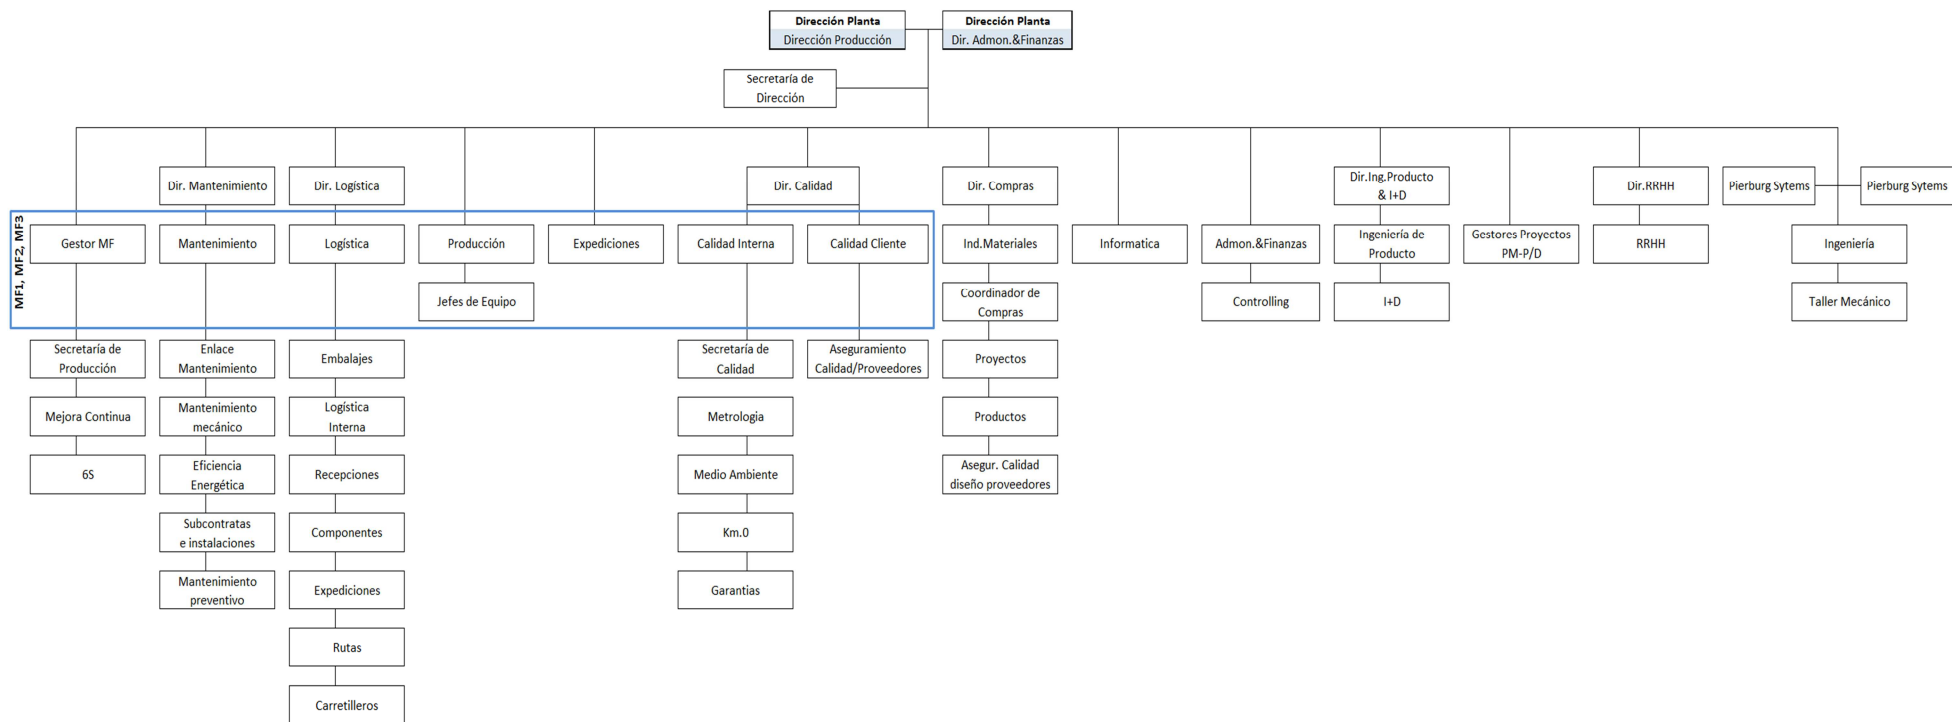 Dirección Planta
Dirección Producción
Dirección Planta
Dir. Admon.&Finanzas
Secretaría de
Dirección
Dir. Mantenimiento
Dir. Logística
Dir. Calidad
Dir. Compras
Dir.Ing.Producto
& I+D
Dir.RRHH
Pierburg Sytems
Pierburg Sytems
MF1, MF2, MF3
Gestor MF
Mantenimiento
Logística
Producción
Expediciones
Calidad Interna
Calidad Cliente
Ind.Materiales
Informatica
Admon.&Finanzas
Ingeniería de
Producto
Gestores Proyectos
PM-P/D
RRHH
Ingeniería
Jefes de Equipo
Coordinador de
Compras
Controlling
I+D
Taller Mecánico
Secretaría de
Producción
Enlace
Mantenimiento
Embalajes
Secretaría de
Calidad
Aseguramiento
Calidad/Proveedores
Proyectos
Mejora Continua
Mantenimiento
mecánico
Logística
Interna
Metrologia
Productos
6S
Eficiencia
Energética
Recepciones
Medio Ambiente
Asegur. Calidad
diseño proveedores
Subcontratas
e instalaciones
Componentes
Km.0
Mantenimiento
preventivo
Expediciones
Garantias
Rutas
Carretilleros